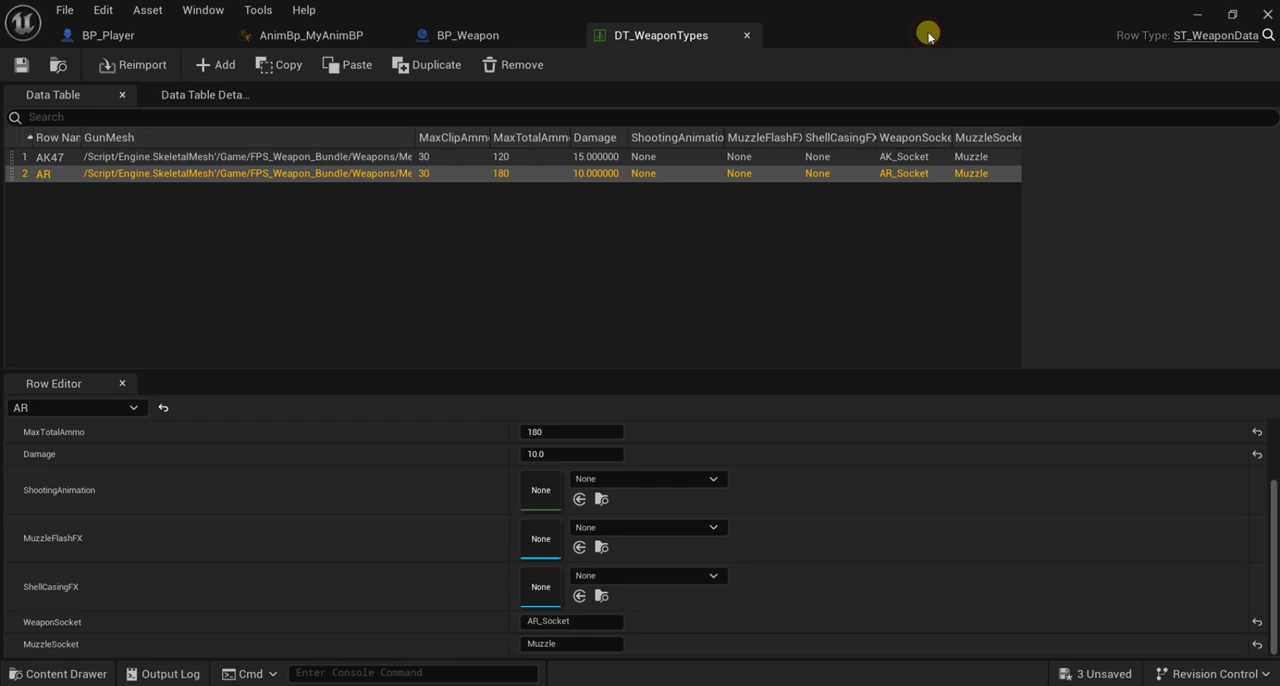 File Edit Asset Window Tools Help
BP_Player AnimBp_MyAnimBP BP_Weapon DT_WeaponTypes Row Type: ST_WeaponData
Reimport Add Copy Paste Duplicate Remove
Data Table Data Table Deta...
Search
Row Nar GunMesh MaxClipAmm MaxTotalAmm Damage ShootingAnimatio MuzzleFlashF ShellCasingF WeaponSocke MuzzleSocke
1 AK47 /Script/Engine.SkeletalMesh'/Game/FPS_Weapon_Bundle/Weapons/Me 30 120 15.000000 None None None AK_Socket Muzzle
2 AR /Script/Engine.SkeletalMesh'/Game/FPS_Weapon_Bundle/Weapons/Me 30 180 10.000000 None None None AR_Socket Muzzle
Row Editor
AR
MaxTotalAmmo 180
Damage 10.0
ShootingAnimation None None
MuzzleFlashFX None None
ShellCasingFX None None
WeaponSocket AR_Socket
MuzzleSocket Muzzle
Content Drawer Output Log Cmd Enter Console Command 3 Unsaved Revision Control